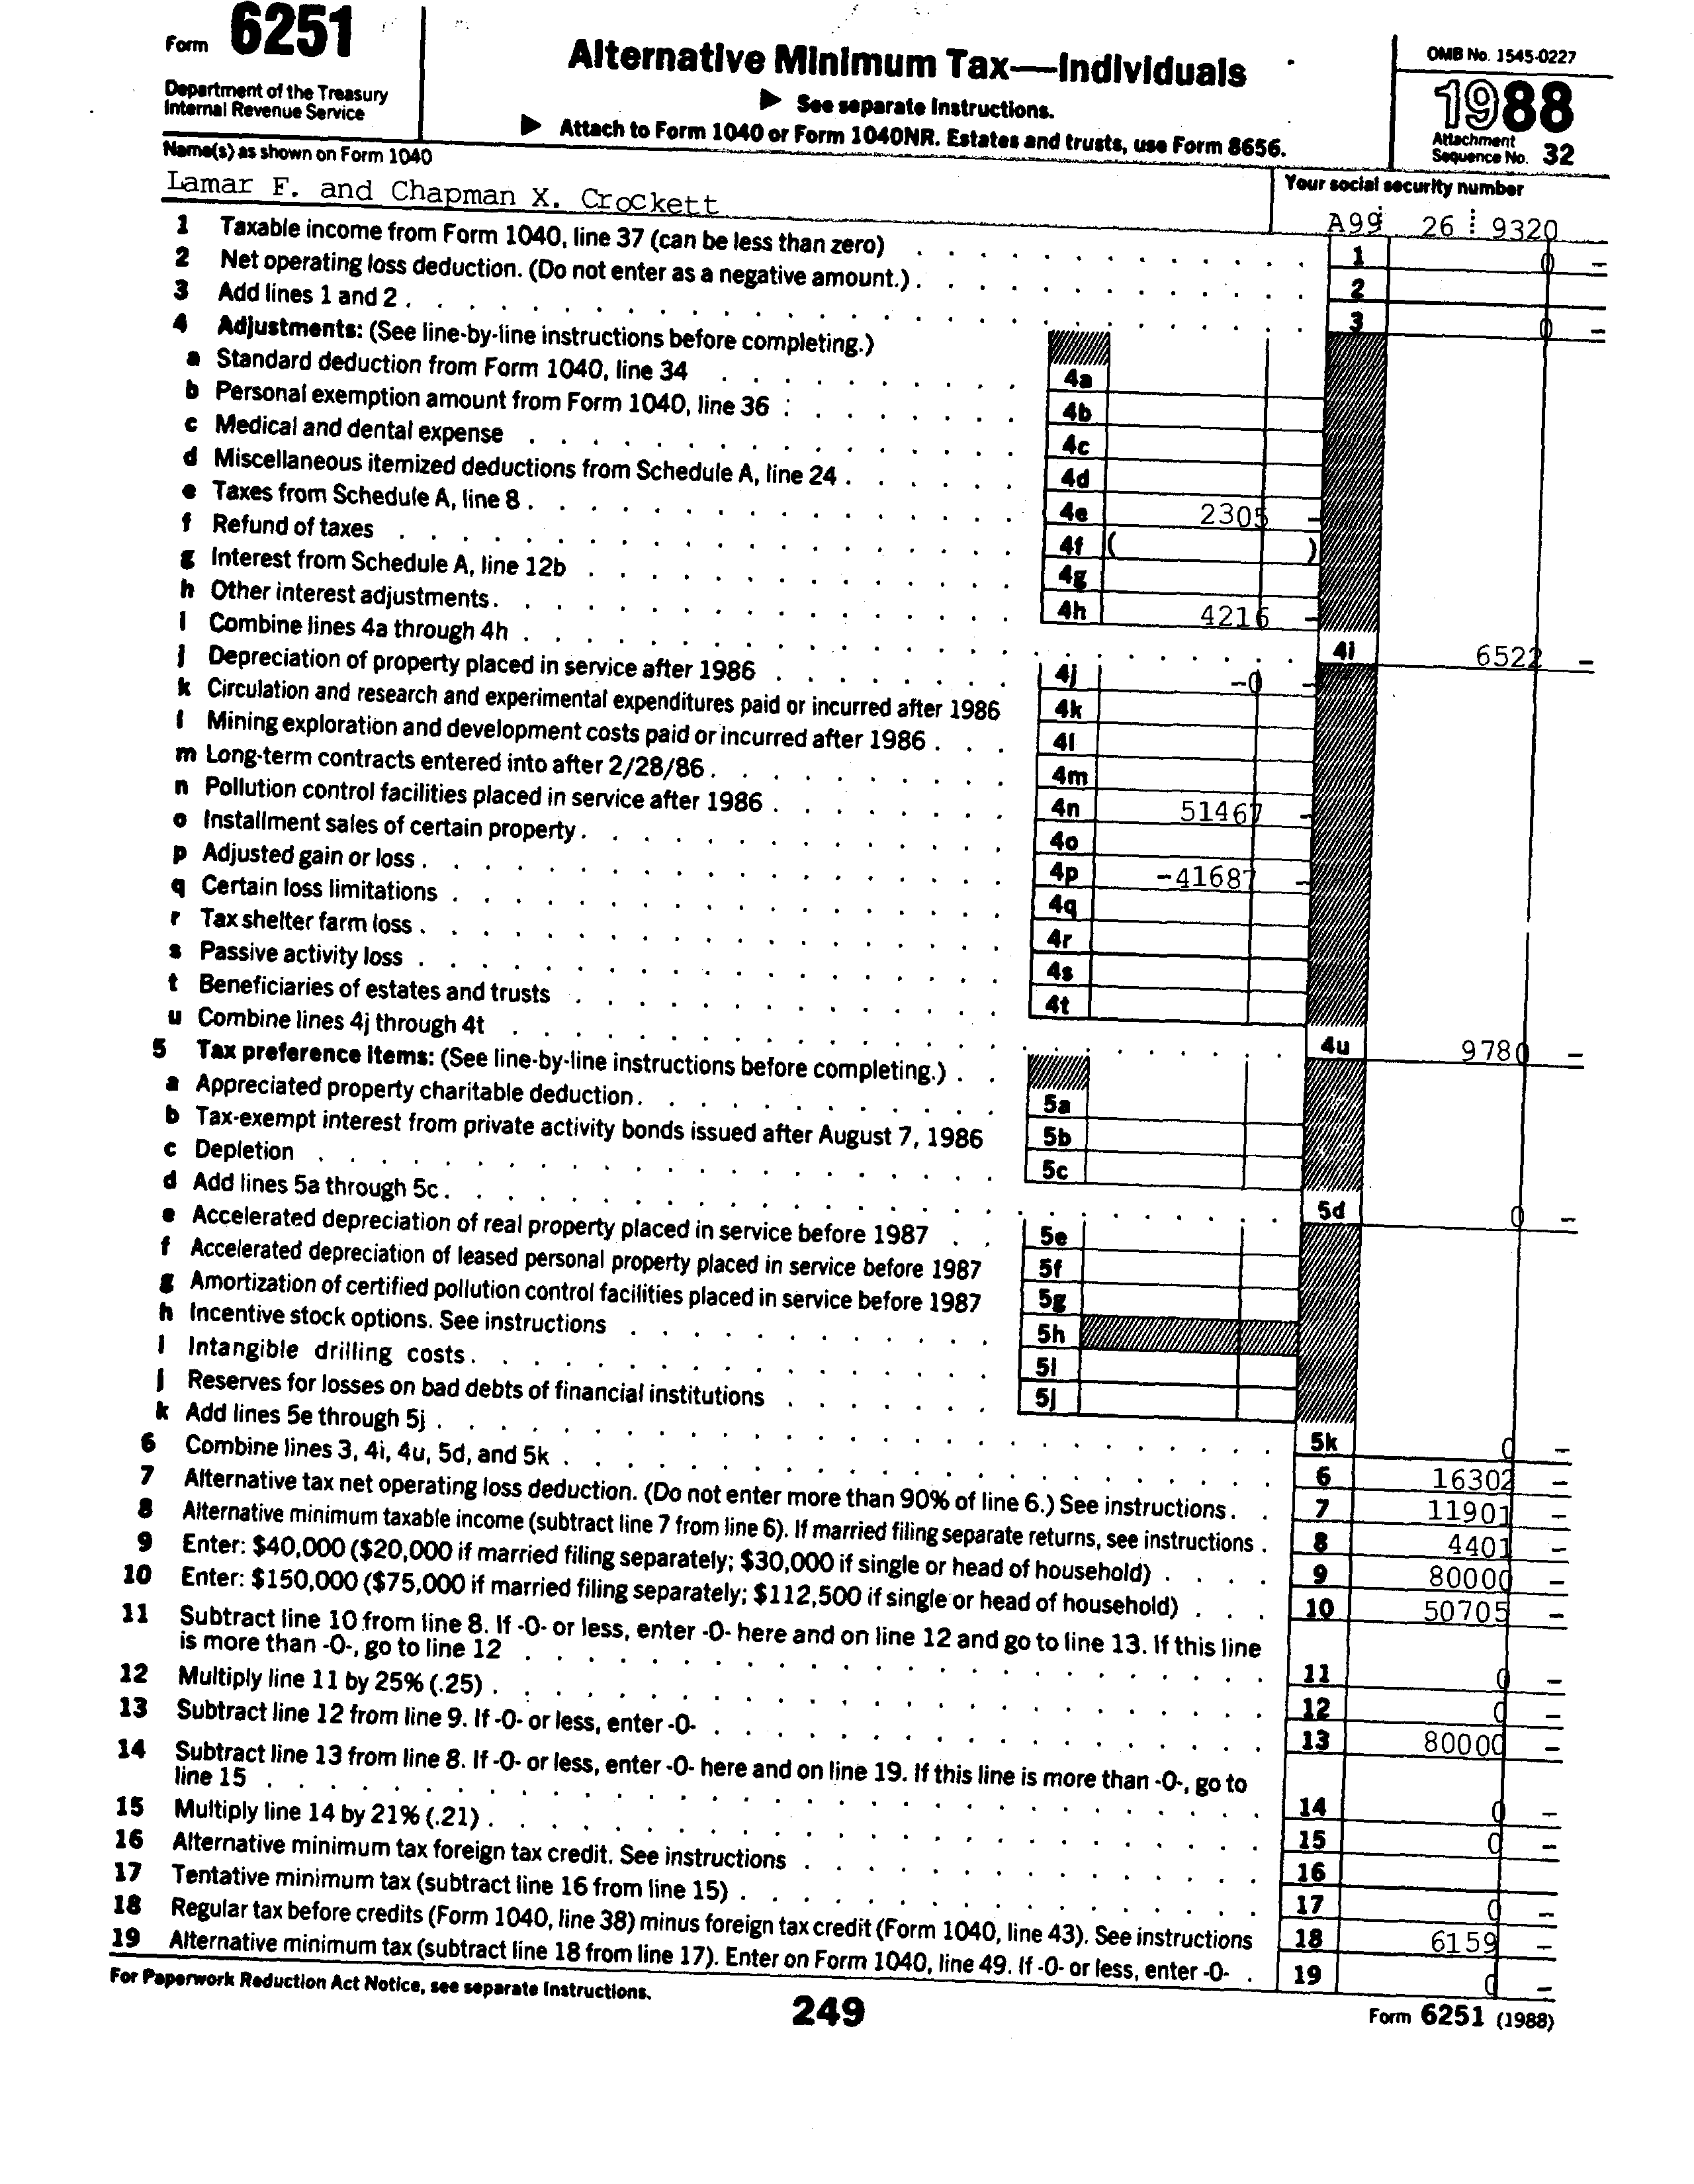 Form 6251
Department of the Treasury
Internal Revenue Service
Alternative Minimum Tax—Individuals
▶ See separate Instructions.
▶ Attach to Form 1040 or Form 1040NR. Estates and trusts, use Form 8656.
OMB No. 1545-0227
1988
Attachment
Sequence No. 32
Name(s) as shown on Form 1040
Lamar F. and Chapman X. Crockett
Your social security number
A99 26 9320
1 Taxable income from Form 1040, line 37 (can be less than zero) 1 0 –
2 Net operating loss deduction. (Do not enter as a negative amount.) 2
3 Add lines 1 and 2 3 0 –
4 Adjustments: (See line-by-line instructions before completing.)
a Standard deduction from Form 1040, line 34 4a
b Personal exemption amount from Form 1040, line 36 4b
c Medical and dental expense 4c
d Miscellaneous itemized deductions from Schedule A, line 24 4d
e Taxes from Schedule A, line 8 4e 2305 –
f Refund of taxes 4f ( )
g Interest from Schedule A, line 12b 4g
h Other interest adjustments 4h 4216 –
i Combine lines 4a through 4h 4i 6522 –
j Depreciation of property placed in service after 1986 4j -0 –
k Circulation and research and experimental expenditures paid or incurred after 1986 4k
l Mining exploration and development costs paid or incurred after 1986 4l
m Long-term contracts entered into after 2/28/86 4m
n Pollution control facilities placed in service after 1986 4n 51467 –
o Installment sales of certain property 4o
p Adjusted gain or loss 4p -41687 –
q Certain loss limitations 4q
r Tax shelter farm loss 4r
s Passive activity loss 4s
t Beneficiaries of estates and trusts 4t
u Combine lines 4j through 4t 4u 9780 –
5 Tax preference items: (See line-by-line instructions before completing.)
a Appreciated property charitable deduction 5a
b Tax-exempt interest from private activity bonds issued after August 7, 1986 5b
c Depletion 5c
d Add lines 5a through 5c 5d 0 –
e Accelerated depreciation of real property placed in service before 1987 5e
f Accelerated depreciation of leased personal property placed in service before 1987 5f
g Amortization of certified pollution control facilities placed in service before 1987 5g
h Incentive stock options. See instructions 5h
i Intangible drilling costs 5i
j Reserves for losses on bad debts of financial institutions 5j
k Add lines 5e through 5j 5k 0 –
6 Combine lines 3, 4i, 4u, 5d, and 5k 6 16302 –
7 Alternative tax net operating loss deduction. (Do not enter more than 90% of line 6.) See instructions 7 11901 –
8 Alternative minimum taxable income (subtract line 7 from line 6). If married filing separate returns, see instructions 8 4401 –
9 Enter: $40,000 ($20,000 if married filing separately; $30,000 if single or head of household) 9 80000 –
10 Enter: $150,000 ($75,000 if married filing separately; $112,500 if single or head of household) 10 50705 –
11 Subtract line 10 from line 8. If -0- or less, enter -0- here and on line 12 and go to line 13. If this line
is more than -0-, go to line 12 11 0 –
12 Multiply line 11 by 25% (.25) 12 0 –
13 Subtract line 12 from line 9. If -0- or less, enter -0- 13 80000 –
14 Subtract line 13 from line 8. If -0- or less, enter -0- here and on line 19. If this line is more than -0-, go to
line 15 14 0 –
15 Multiply line 14 by 21% (.21) 15 0 –
16 Alternative minimum tax foreign tax credit. See instructions 16
17 Tentative minimum tax (subtract line 16 from line 15) 17 0 –
18 Regular tax before credits (Form 1040, line 38) minus foreign tax credit (Form 1040, line 43). See instructions 18 6159 –
19 Alternative minimum tax (subtract line 18 from line 17). Enter on Form 1040, line 49. If -0- or less, enter -0- 19 0 –
For Paperwork Reduction Act Notice, see separate Instructions.
249
Form 6251 (1988)